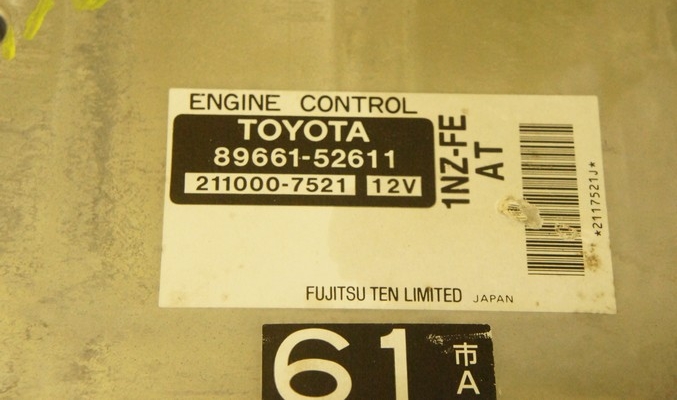 ENGINE CONTROL
TOYOTA
89661-52611
211000-7521 12V
1NZ-FE
AT
*2117521J*
FUJITSU TEN LIMITED JAPAN
61 市
A